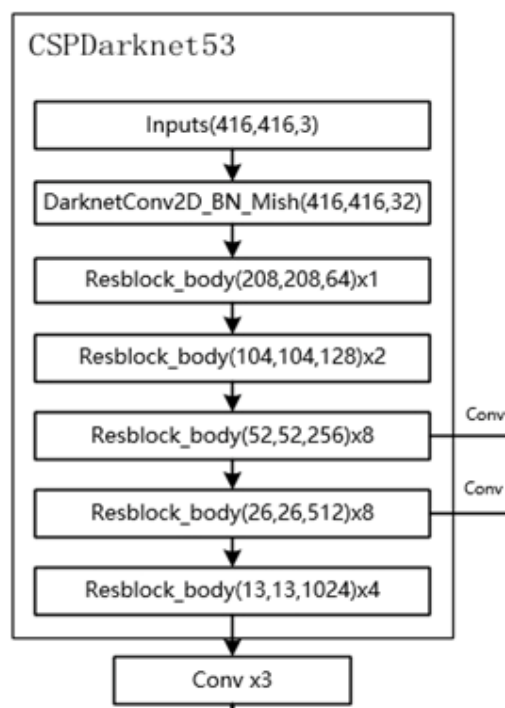 CSPDarknet53
Inputs(416,416,3)
DarknetConv2D_BN_Mish(416,416,32)
Resblock_body(208,208,64)x1
Resblock_body(104,104,128)x2
Resblock_body(52,52,256)x8
Conv
Resblock_body(26,26,512)x8
Conv
Resblock_body(13,13,1024)x4
Conv x3